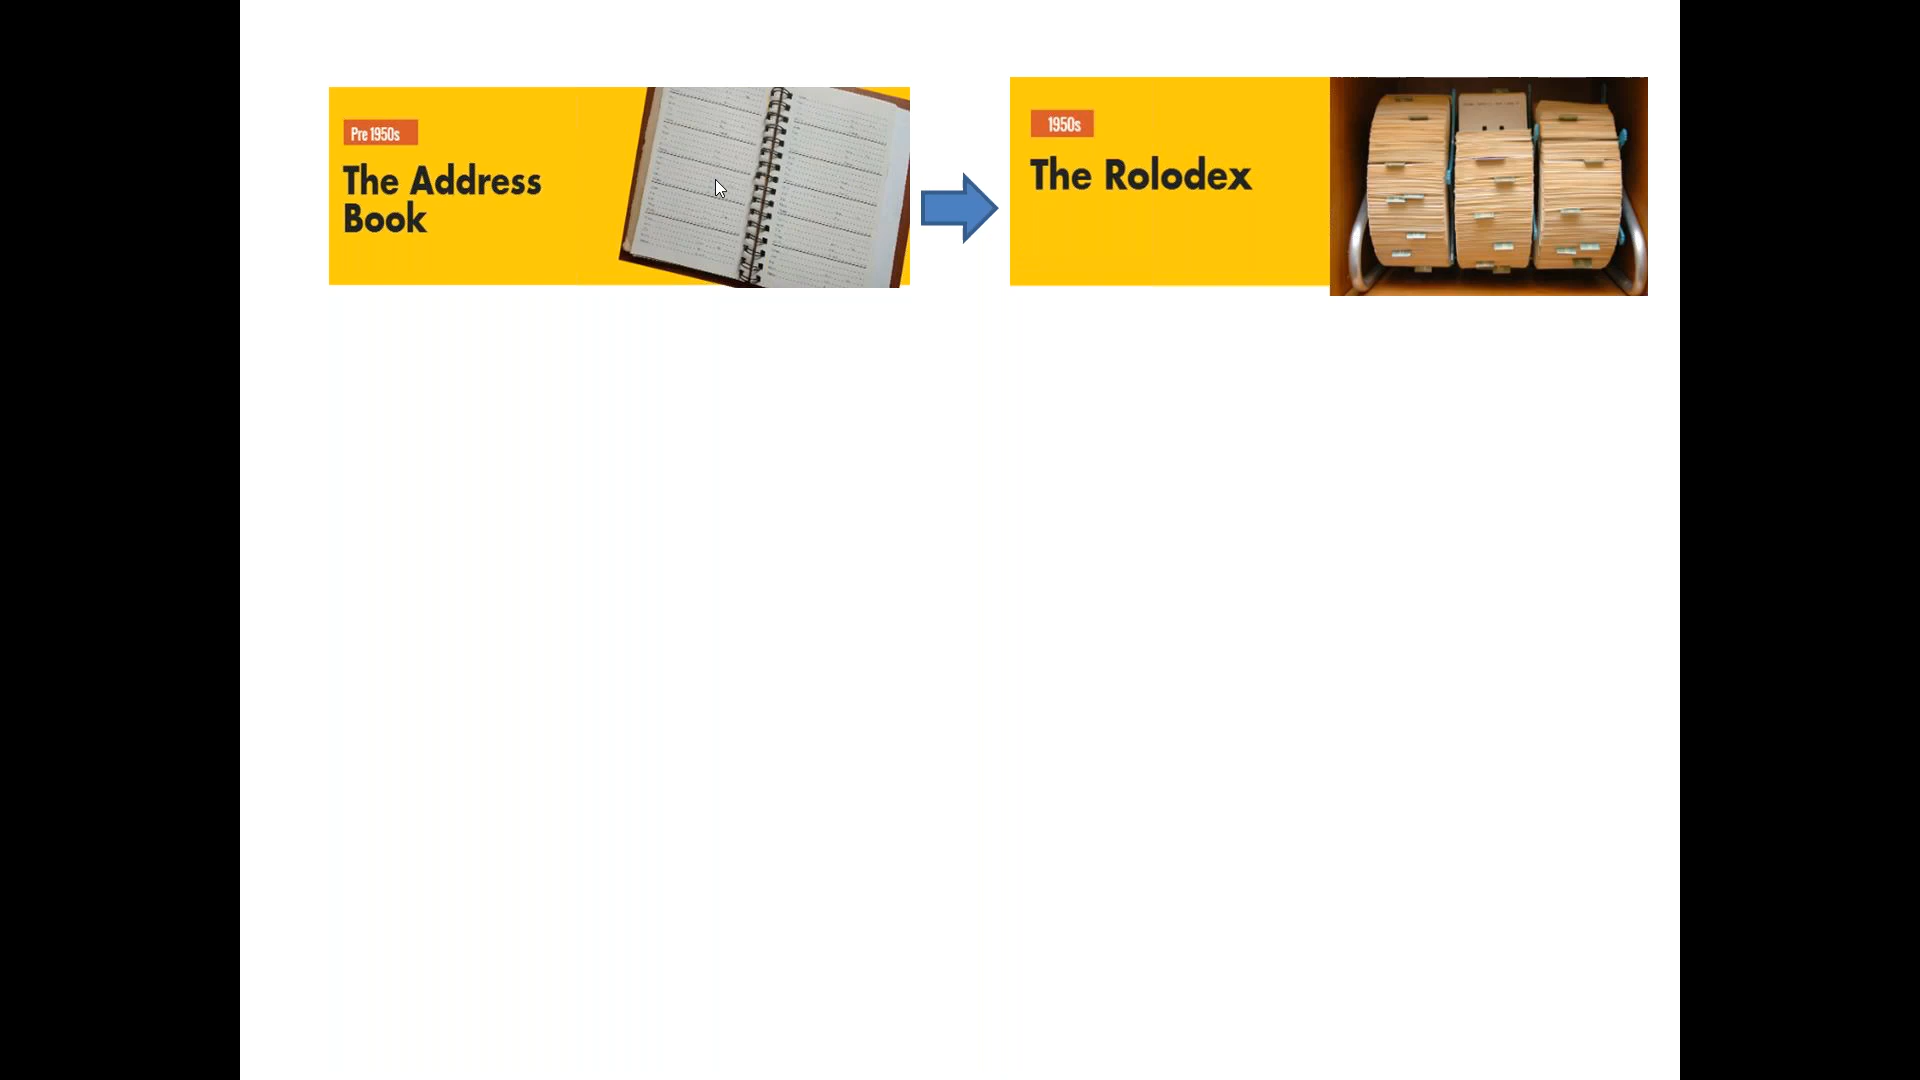 Pre 1950s
The Address
Book
1950s
The Rolodex